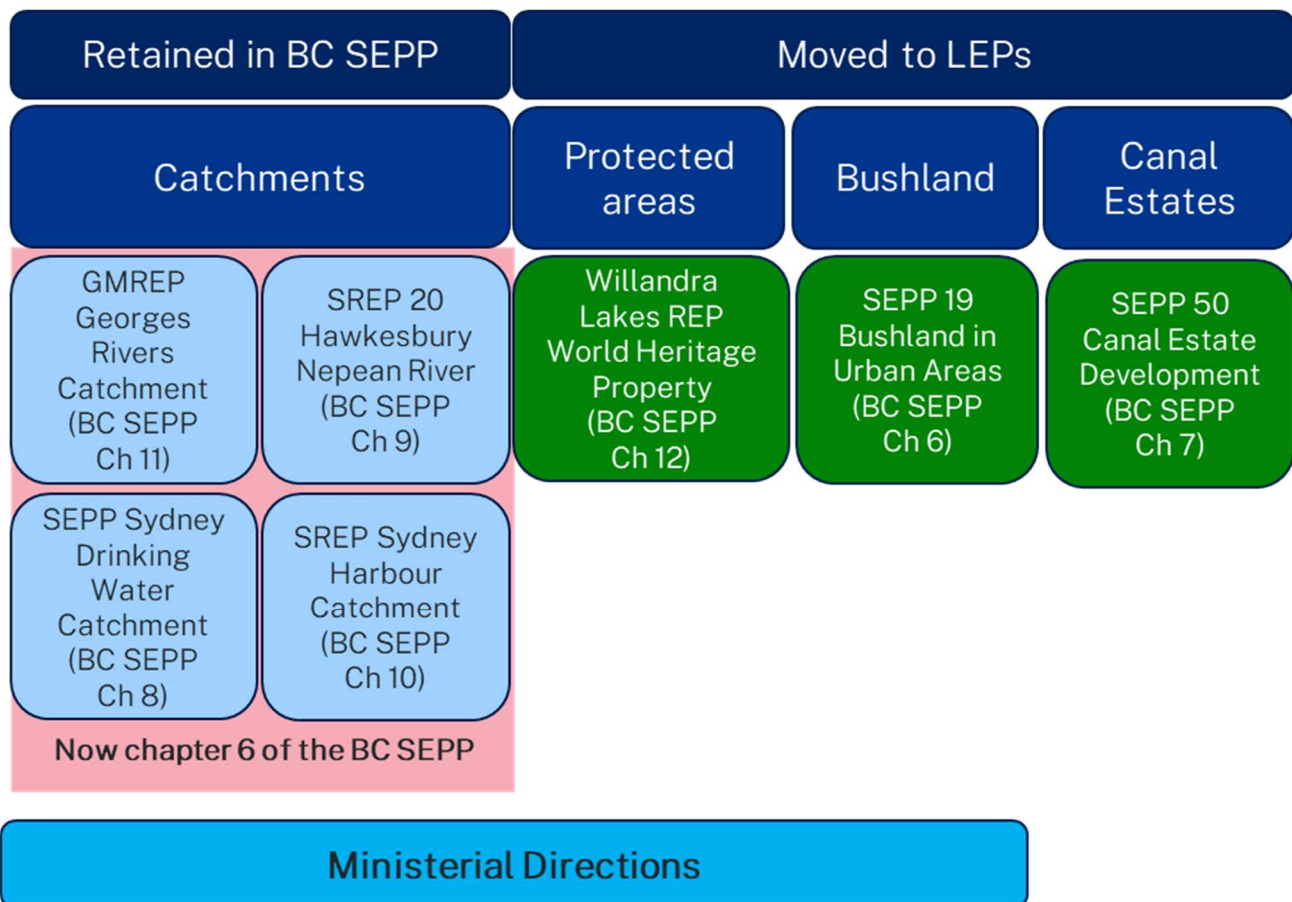 Retained in BC SEPP
Moved to LEPs
Catchments
Protected
areas
Bushland
Canal
Estates
GMREP
Georges
Rivers
Catchment
(BC SEPP
Ch 11)
SREP 20
Hawkesbury
Nepean River
(BC SEPP
Ch 9)
Willandra
Lakes REP
World Heritage
Property
(BC SEPP
Ch 12)
SEPP 19
Bushland in
Urban Areas
(BC SEPP
Ch 6)
SEPP 50
Canal Estate
Development
(BC SEPP
Ch 7)
SEPP Sydney
Drinking
Water
Catchment
(BC SEPP
Ch 8)
SREP Sydney
Harbour
Catchment
(BC SEPP
Ch 10)
Now chapter 6 of the BC SEPP
Ministerial Directions